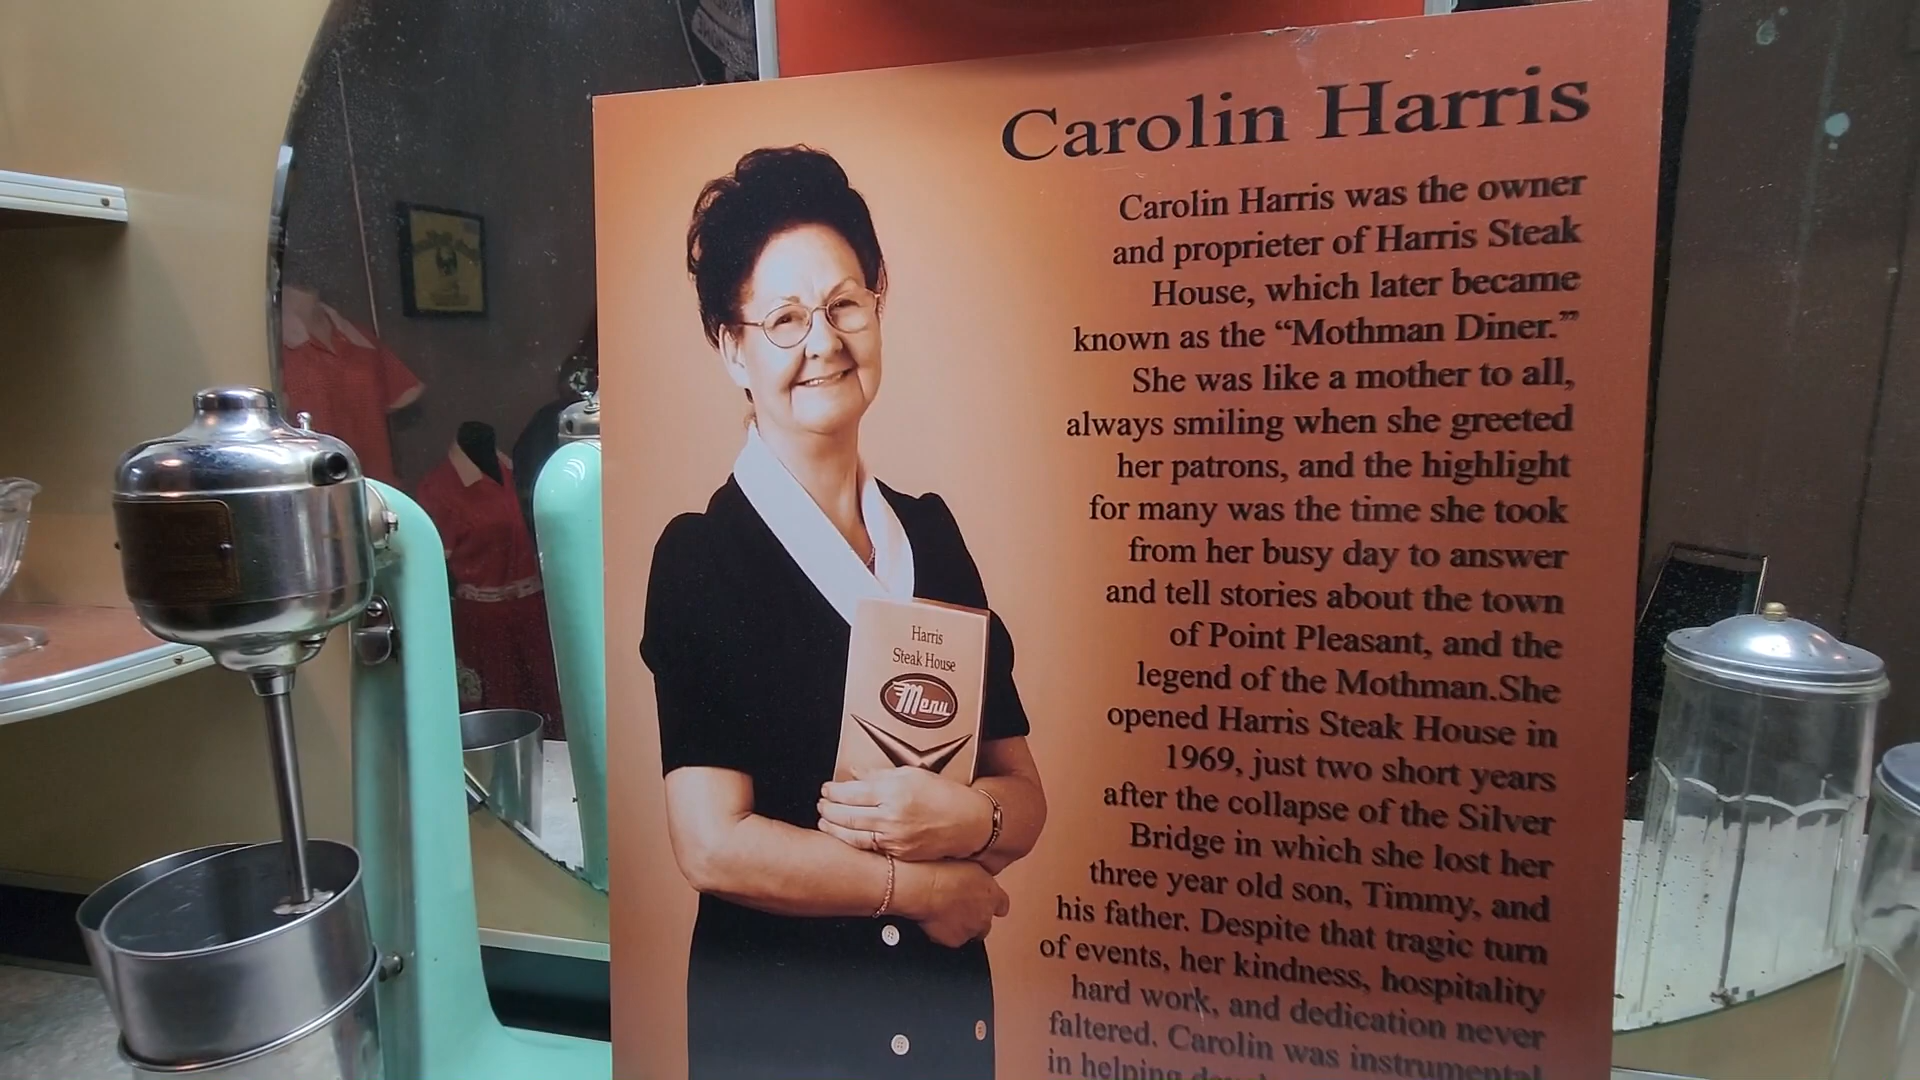 Carolin Harris
Carolin Harris was the owner
and proprieter of Harris Steak
House, which later became
known as the “Mothman Diner.”
She was like a mother to all,
always smiling when she greeted
her patrons, and the highlight
for many was the time she took
from her busy day to answer
and tell stories about the town
of Point Pleasant, and the
legend of the Mothman.She
opened Harris Steak House in
1969, just two short years
after the collapse of the Silver
Bridge in which she lost her
three year old son, Timmy, and
his father. Despite that tragic turn
of events, her kindness, hospitality
hard work, and dedication never
faltered. Carolin was instrumental
in helping
Harris
Steak House
Menu